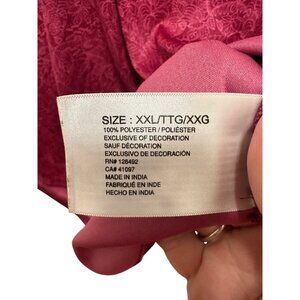 SIZE : XXL/TTG/XXG
100% POLYESTER / POLIÉSTER
EXCLUSIVE OF DECORATION
SAUF DÉCORATION
EXCLUSIVO DE DECORACIÓN
RN# 128492
CA# 41097
MADE IN INDIA
FABRIQUÉ EN INDE
HECHO EN INDIA